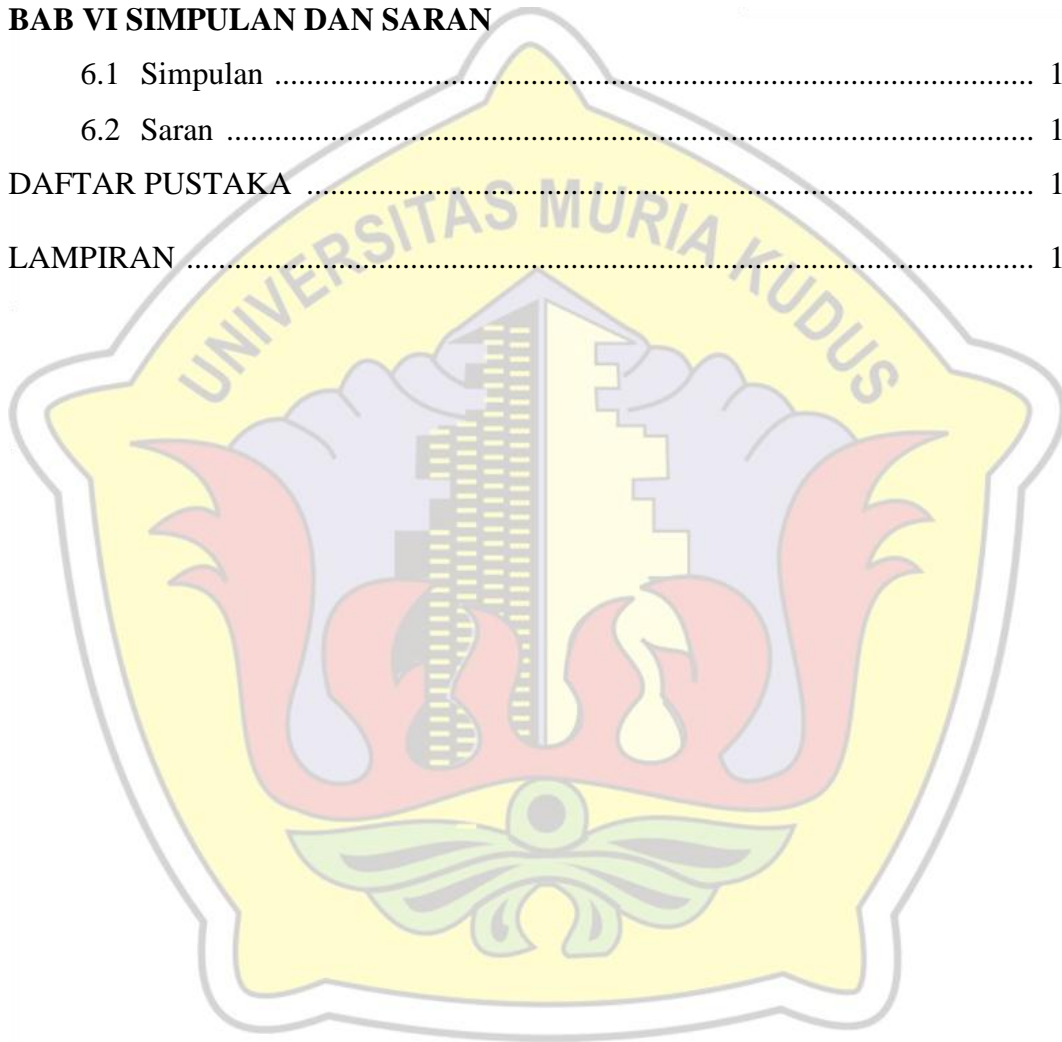 BAB VI SIMPULAN DAN SARAN
6.1 Simpulan ................................................................................................ 1
6.2 Saran ...................................................................................................... 1
DAFTAR PUSTAKA ............................................................................................ 1
LAMPIRAN ........................................................................................................... 1
UNIVERSITAS MURIA KUDUS